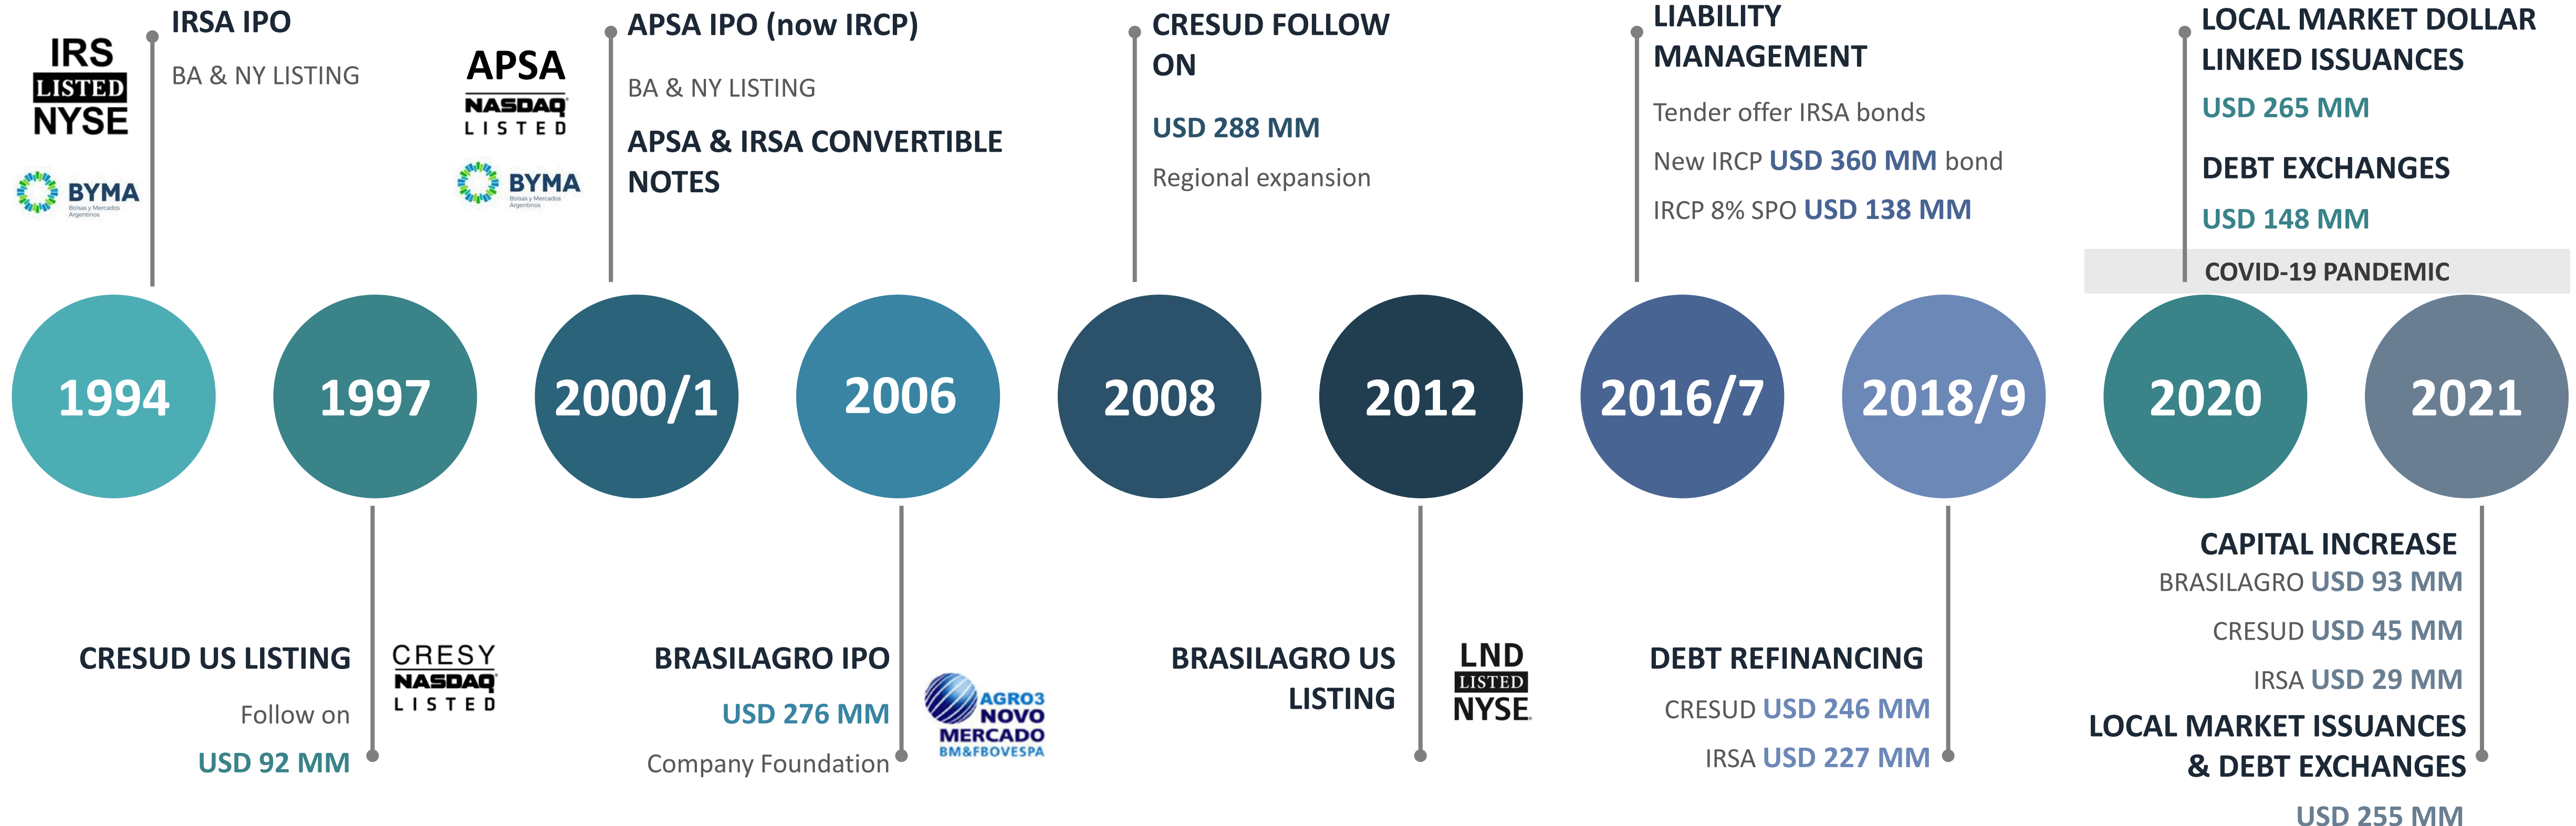 IRSA IPO
BA & NY LISTING
IRS
LISTED
NYSE
BYMA
Bolsas y Mercados
Argentinos
APSA IPO (now IRCP)
BA & NY LISTING
APSA & IRSA CONVERTIBLE
NOTES
APSA
NASDAQ
LISTED
BYMA
Bolsas y Mercados
Argentinos
CRESUD FOLLOW
ON
USD 288 MM
Regional expansion
LIABILITY
MANAGEMENT
Tender offer IRSA bonds
New IRCP USD 360 MM bond
IRCP 8% SPO USD 138 MM
LOCAL MARKET DOLLAR
LINKED ISSUANCES
USD 265 MM
DEBT EXCHANGES
USD 148 MM
COVID-19 PANDEMIC
1994
1997
2000/1
2006
2008
2012
2016/7
2018/9
2020
2021
CRESUD US LISTING
Follow on
USD 92 MM
CRESY
NASDAQ
LISTED
BRASILAGRO IPO
USD 276 MM
Company Foundation
AGRO3
NOVO
MERCADO
BM&FBOVESPA
BRASILAGRO US
LISTING
LND
LISTED
NYSE
DEBT REFINANCING
CRESUD USD 246 MM
IRSA USD 227 MM
CAPITAL INCREASE
BRASILAGRO USD 93 MM
CRESUD USD 45 MM
IRSA USD 29 MM
LOCAL MARKET ISSUANCES
& DEBT EXCHANGES
USD 255 MM